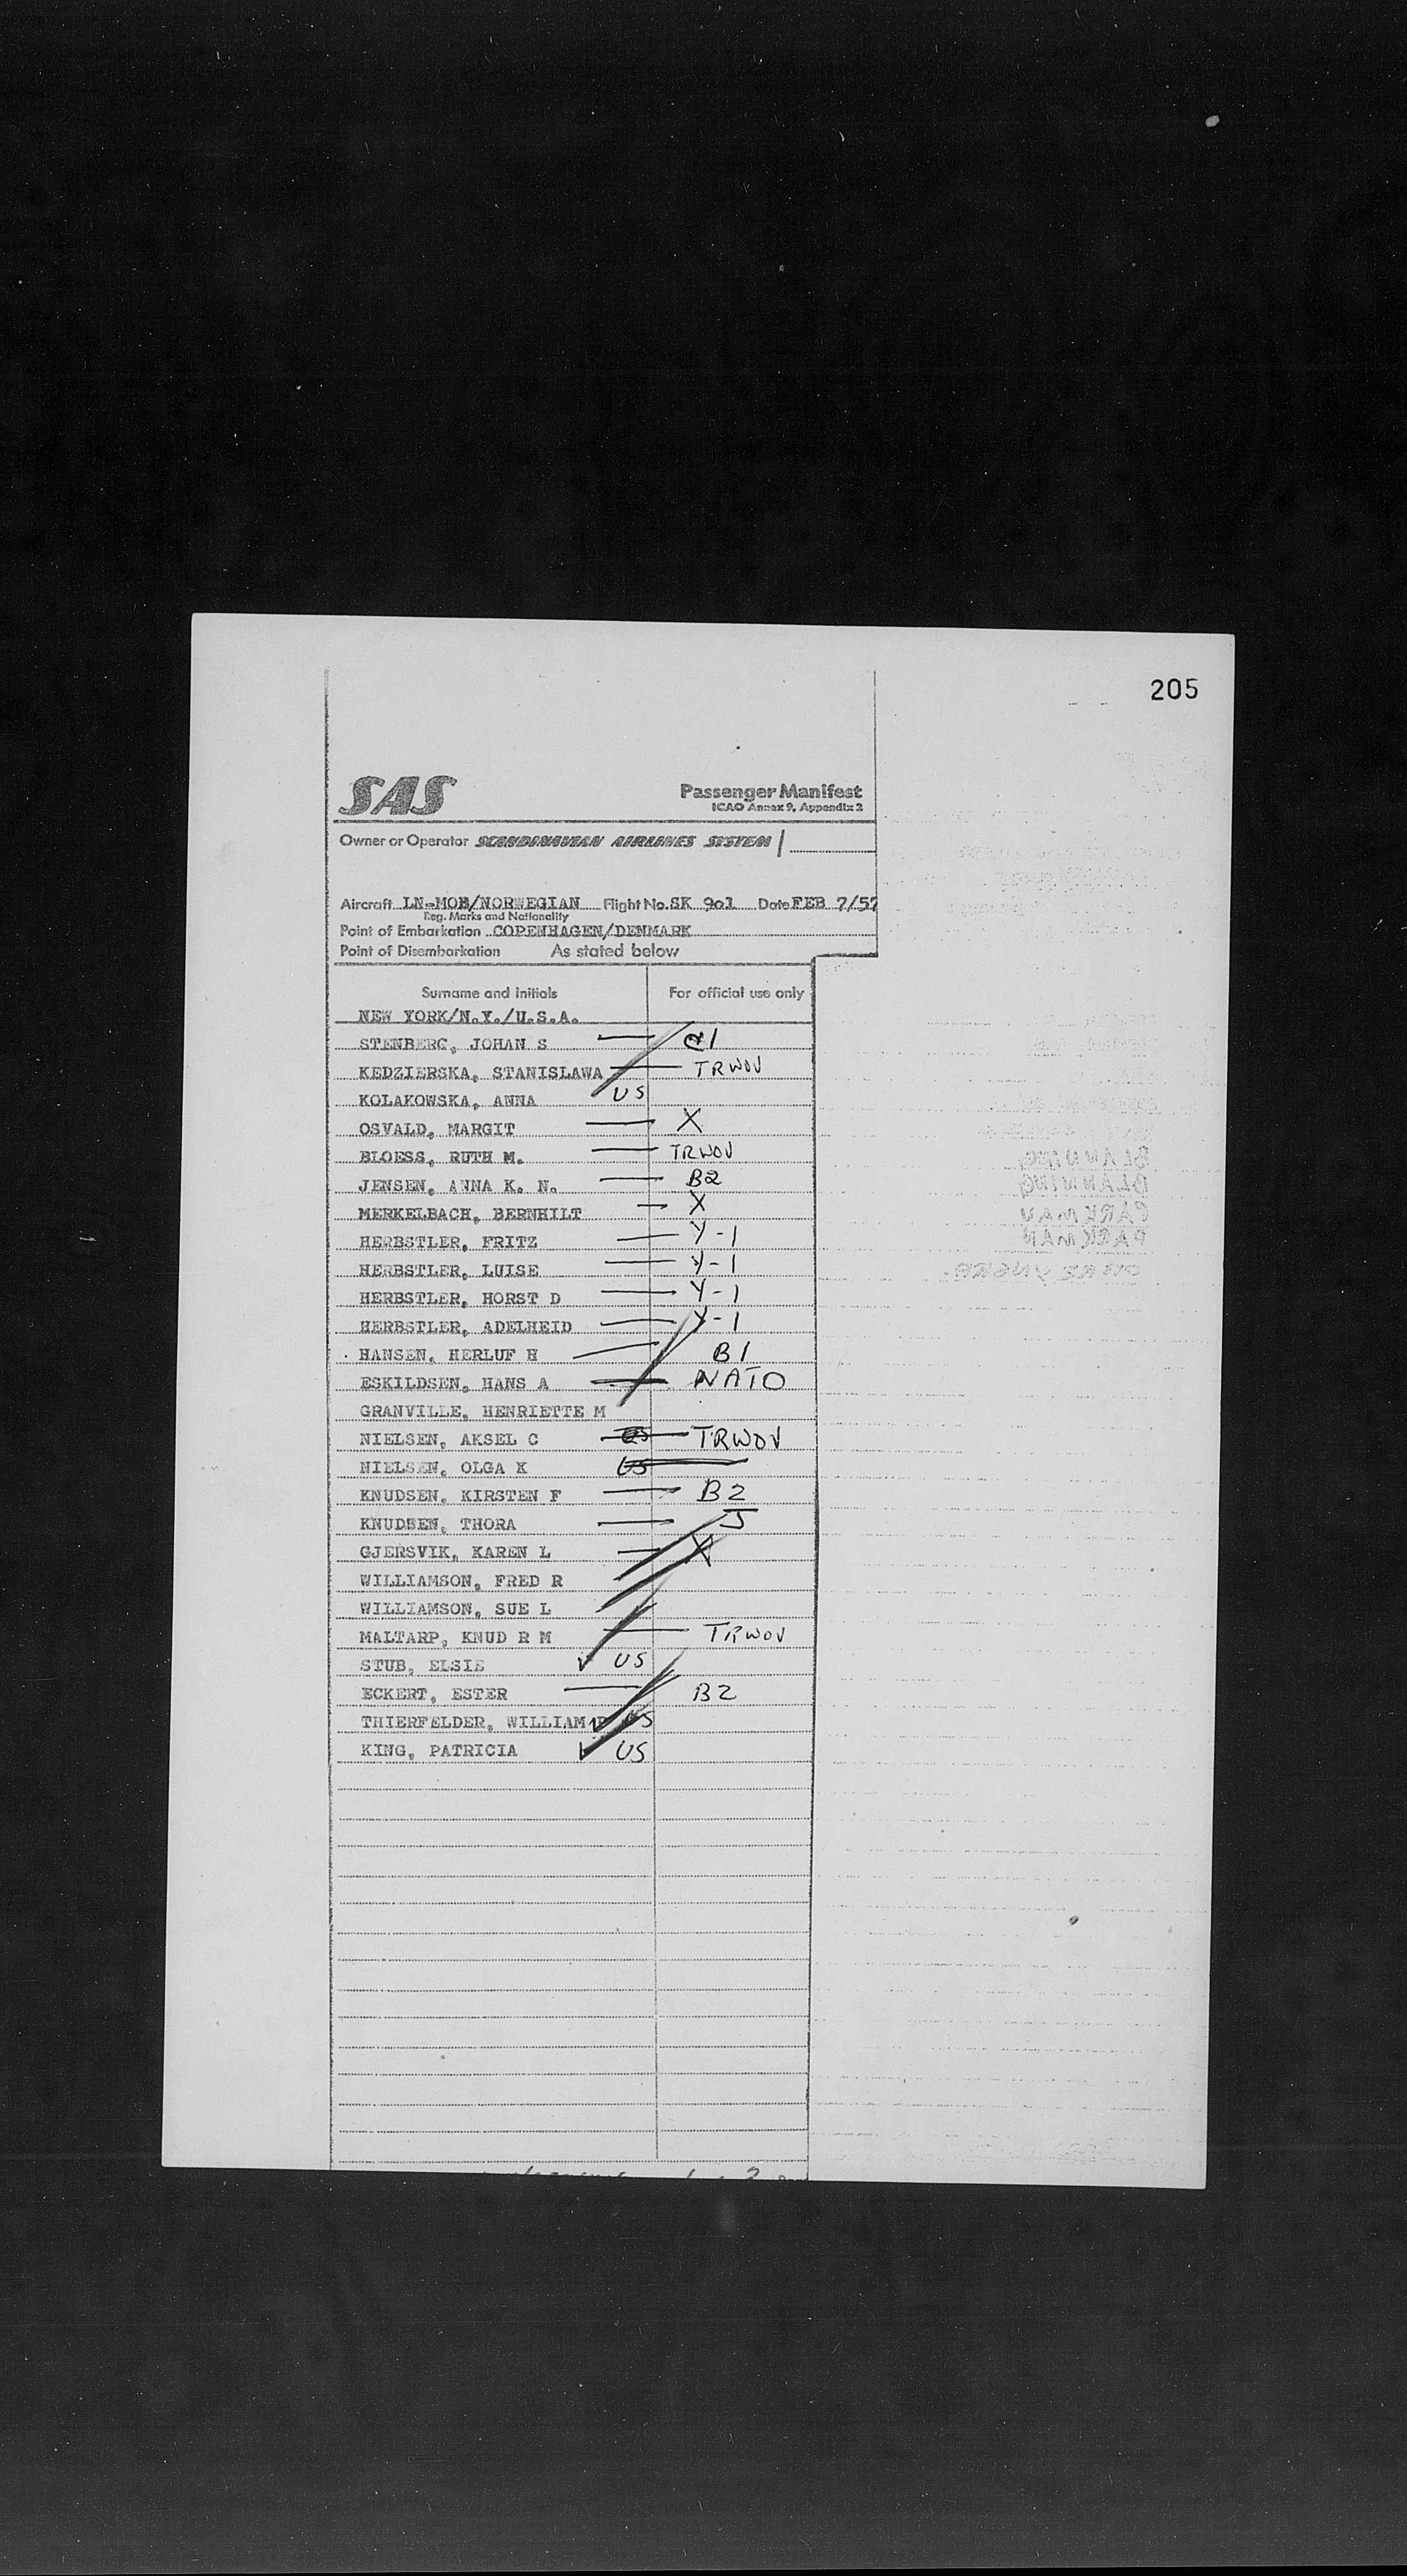 205
SAS
Passenger Manifest
ICAO Annex 9, Appendix 2
Owner or Operator SCANDINAVIAN AIRLINES SYSTEM
Aircraft LN-MOB/NORWEGIAN Flight No. SK 901 Date FEB 7/57
Reg. Marks and Nationality
Point of Embarkation COPENHAGEN/DENMARK
Point of Disembarkation As stated below
Surname and initials For official use only
NEW YORK/N.Y./U.S.A.
STENBERG, JOHAN S
KEDZIERSKA, STANISLAWA TRWOV
KOLAKOWSKA, ANNA US
OSVALD, MARGIT X
BLOESS, RUTH M. TRWOV
JENSEN, ANNA K. N. B2
MERKELBACH, BERNHILT X
HERBSTLER, FRITZ Y-1
HERBSTLER, LUISE Y-1
HERBSTLER, HORST D Y-1
HERBSTLER, ADELHEID Y-1
HANSEN, HERLUF H B1
ESKILDSEN, HANS A NATO
GRANVILLE, HENRIETTE M
NIELSEN, AKSEL C US TRWOV
NIELSEN, OLGA K US
KNUDSEN, KIRSTEN F B2
KNUDSEN, THORA J
GJERSVIK, KAREN L X
WILLIAMSON, FRED R
WILLIAMSON, SUE L
MALTARP, KNUD R M TRWOV
STUB, ELSIE US
ECKERT, ESTER B2
THIERFELDER, WILLIAM US
KING, PATRICIA US
BLANNING
BLANNING
PARKMAN
PARKMAN